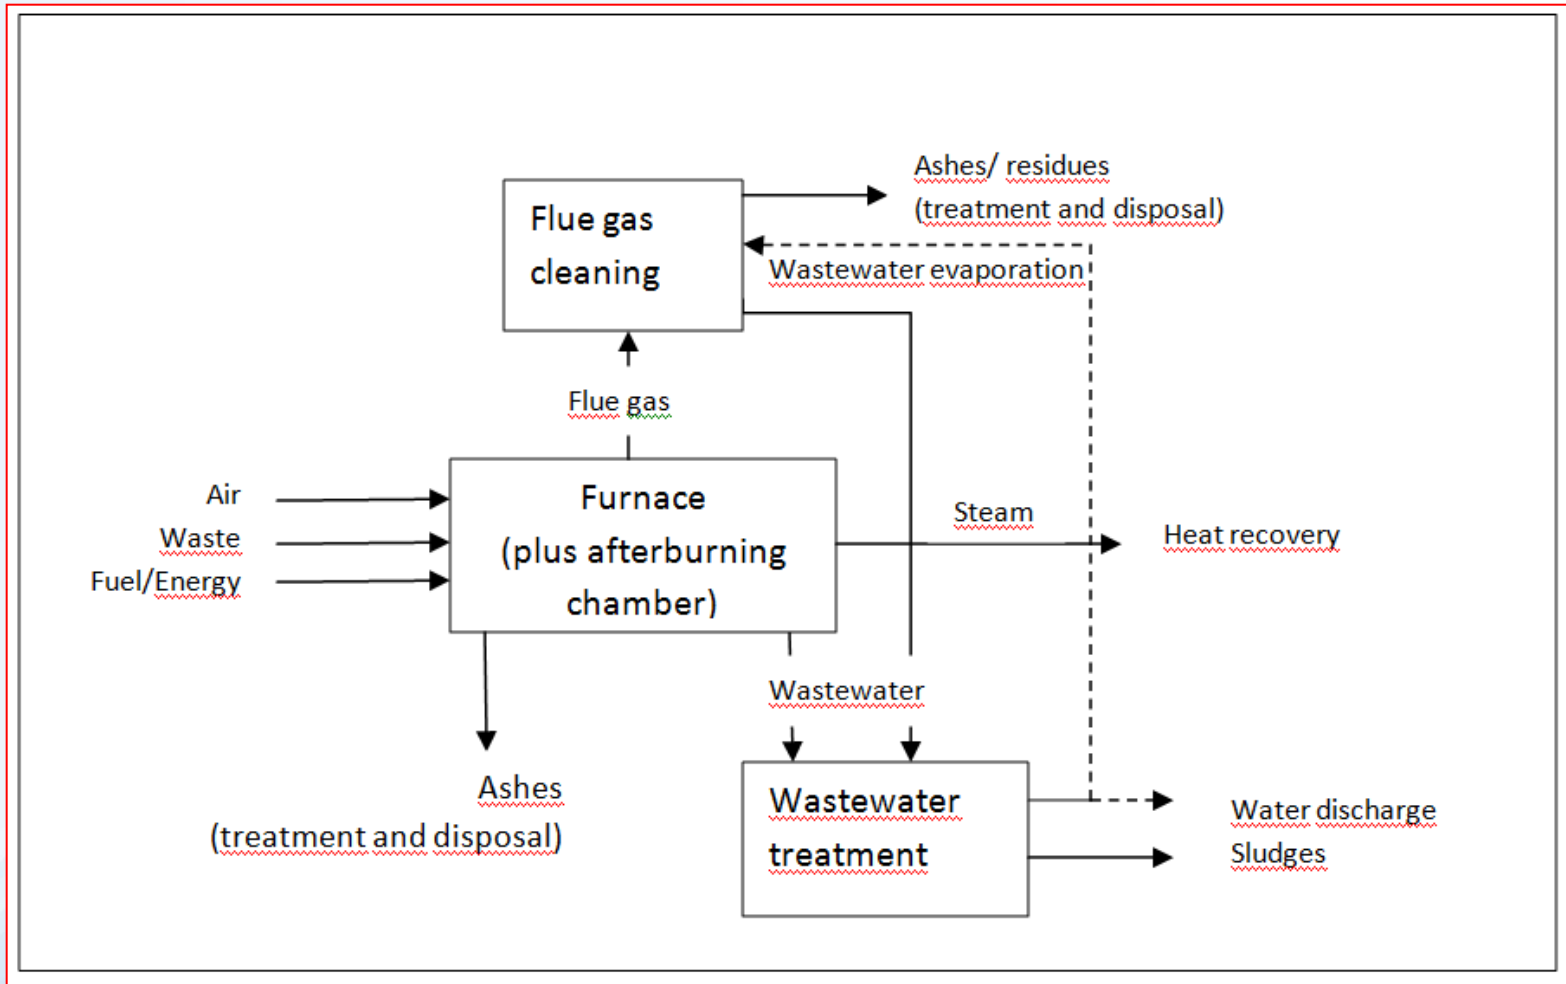 Ashes/ residues
(treatment and disposal)
Flue gas
cleaning
Wastewater evaporation
Flue gas
Air
Waste
Fuel/Energy
Furnace
(plus afterburning
chamber)
Steam
Heat recovery
Wastewater
Ashes
(treatment and disposal)
Wastewater
treatment
Water discharge
Sludges